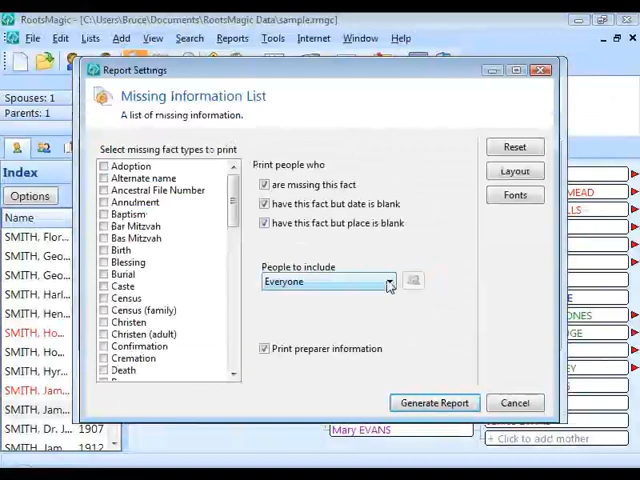 RootsMagic - [C:\Users\Bruce\Documents\RootsMagic Data\sample.rmgc]
File Edit Lists Add View Search Reports Tools Internet Window Help
Spouses: 1
Parents: 1
Index
Options
Name
SMITH, Flor...
SMITH, Geo...
SMITH, Geo...
SMITH, Hen...
SMITH, Ho...
SMITH, Ho...
SMITH, Hyr...
SMITH, Jam...
SMITH, Jam...
SMITH, Dr. J... 1907
SMITH, Jam... 1912
Report Settings
Missing Information List
A list of missing information.
Select missing fact types to print
Adoption
Alternate name
Ancestral File Number
Annulment
Baptism
Bar Mitzvah
Bas Mitzvah
Birth
Blessing
Burial
Caste
Census
Census (family)
Christen
Christen (adult)
Confirmation
Cremation
Death
Print people who
are missing this fact
have this fact but date is blank
have this fact but place is blank
People to include
Everyone
Print preparer information
Reset
Layout
Fonts
Generate Report
Cancel
Mary EVANS
+ Click to add mother